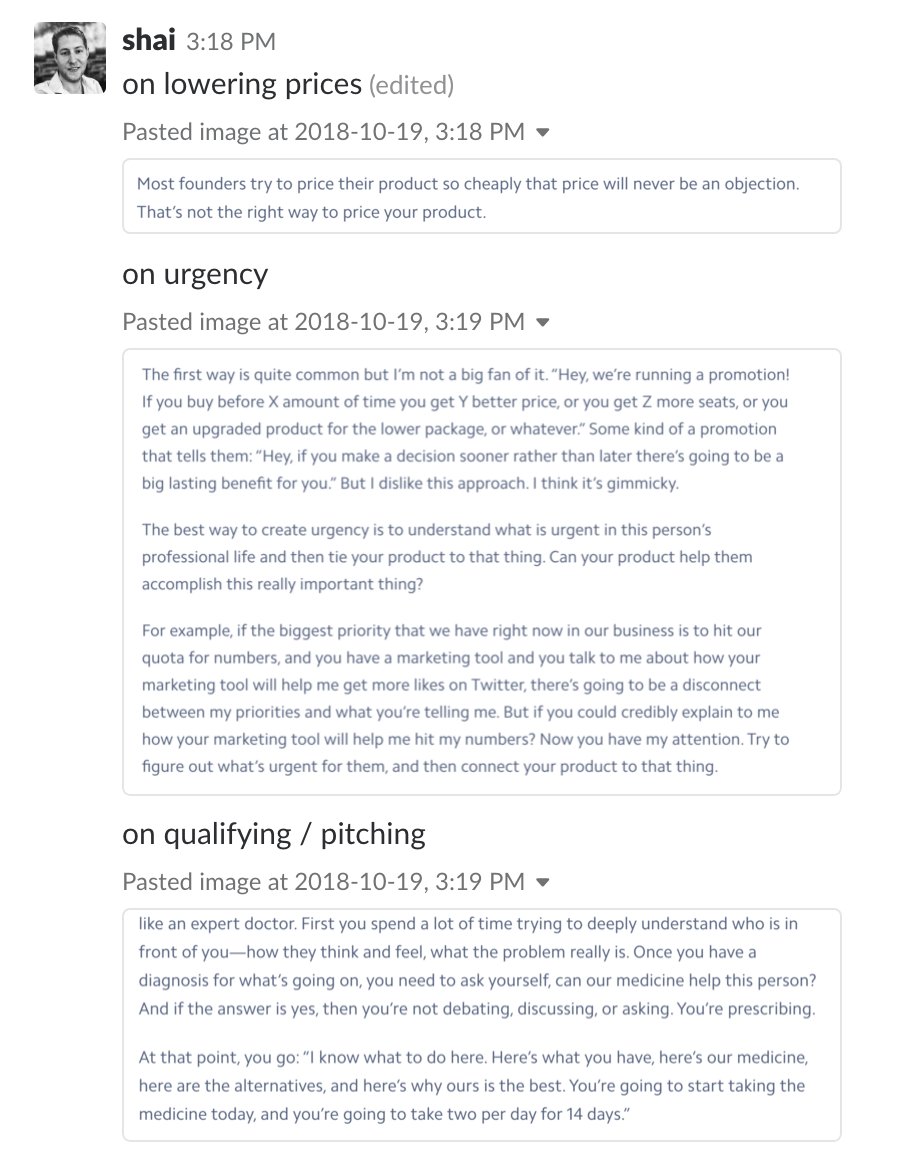 shai 3:18 PM
on lowering prices (edited)
Pasted image at 2018-10-19, 3:18 PM
Most founders try to price their product so cheaply that price will never be an objection.
That's not the right way to price your product.
on urgency
Pasted image at 2018-10-19, 3:19 PM
The first way is quite common but I'm not a big fan of it. “Hey, we're running a promotion!
If you buy before X amount of time you get Y better price, or you get Z more seats, or you
get an upgraded product for the lower package, or whatever.” Some kind of a promotion
that tells them: “Hey, if you make a decision sooner rather than later there's going to be a
big lasting benefit for you.” But I dislike this approach. I think it's gimmicky.
The best way to create urgency is to understand what is urgent in this person's
professional life and then tie your product to that thing. Can your product help them
accomplish this really important thing?
For example, if the biggest priority that we have right now in our business is to hit our
quota for numbers, and you have a marketing tool and you talk to me about how your
marketing tool will help me get more likes on Twitter, there's going to be a disconnect
between my priorities and what you're telling me. But if you could credibly explain to me
how your marketing tool will help me hit my numbers? Now you have my attention. Try to
figure out what's urgent for them, and then connect your product to that thing.
on qualifying / pitching
Pasted image at 2018-10-19, 3:19 PM
like an expert doctor. First you spend a lot of time trying to deeply understand who is in
front of you—how they think and feel, what the problem really is. Once you have a
diagnosis for what's going on, you need to ask yourself, can our medicine help this person?
And if the answer is yes, then you're not debating, discussing, or asking. You're prescribing.
At that point, you go: “I know what to do here. Here's what you have, here's our medicine,
here are the alternatives, and here's why ours is the best. You're going to start taking the
medicine today, and you're going to take two per day for 14 days.”